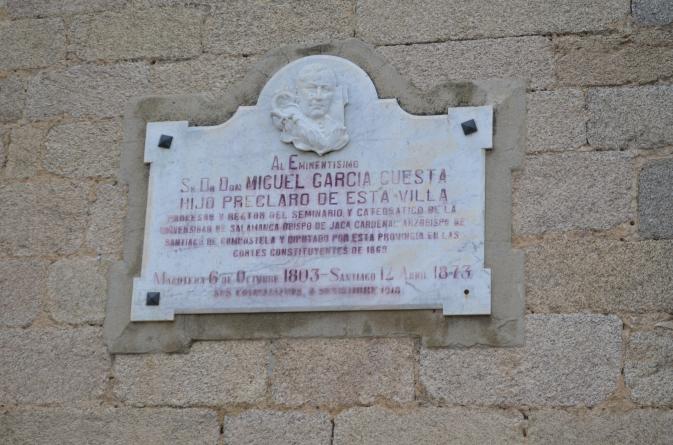 AL EMINENTISIMO
SR. DR. DON MIGUEL GARCIA CUESTA
HIJO PRECLARO DE ESTA VILLA
PROFESOR Y RECTOR DEL SEMINARIO Y CATEDRATICO DE LA
UNIVERSIDAD DE SALAMANCA OBISPO DE JACA CARDENAL ARZOBISPO DE
SANTIAGO DE COMPOSTELA Y DIPUTADO POR ESTA PROVINCIA EN LAS
CORTES CONSTITUYENTES DE 1869
MACOTERA 6 DE OCTUBRE 1803-SANTIAGO 12 ABRIL 1873
SUS 1918